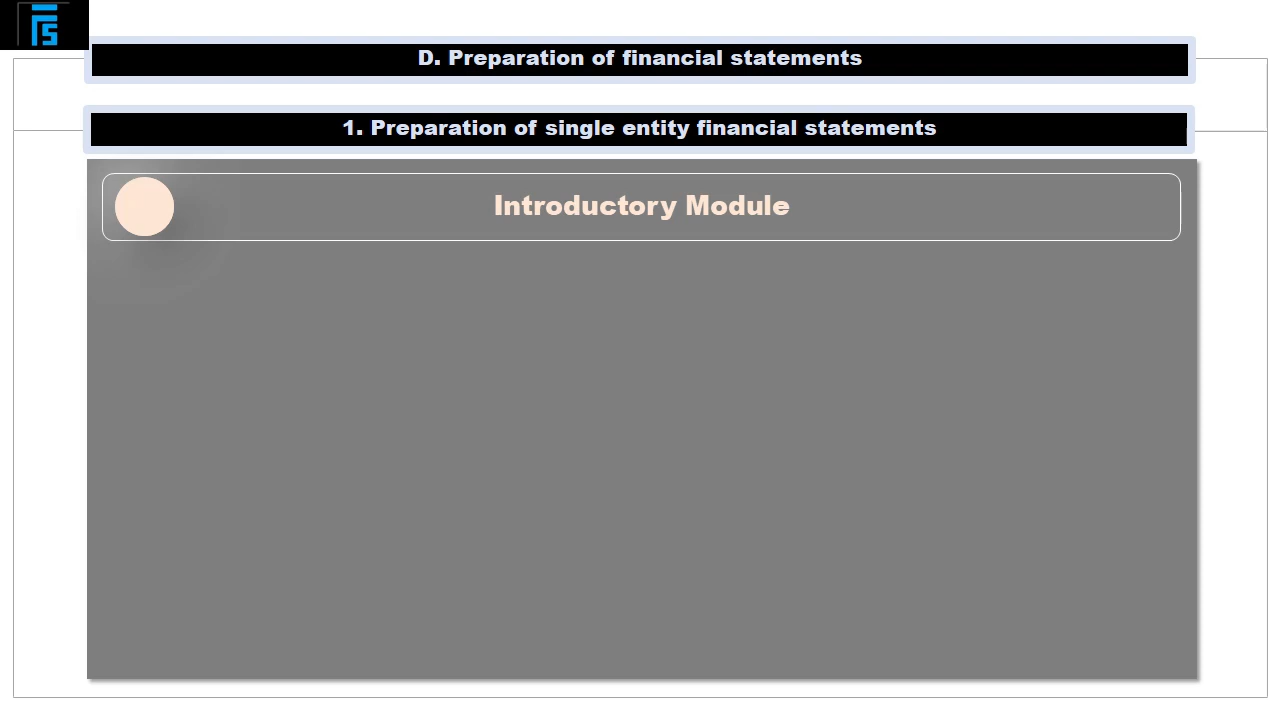 D. Preparation of financial statements
1. Preparation of single entity financial statements
Introductory Module